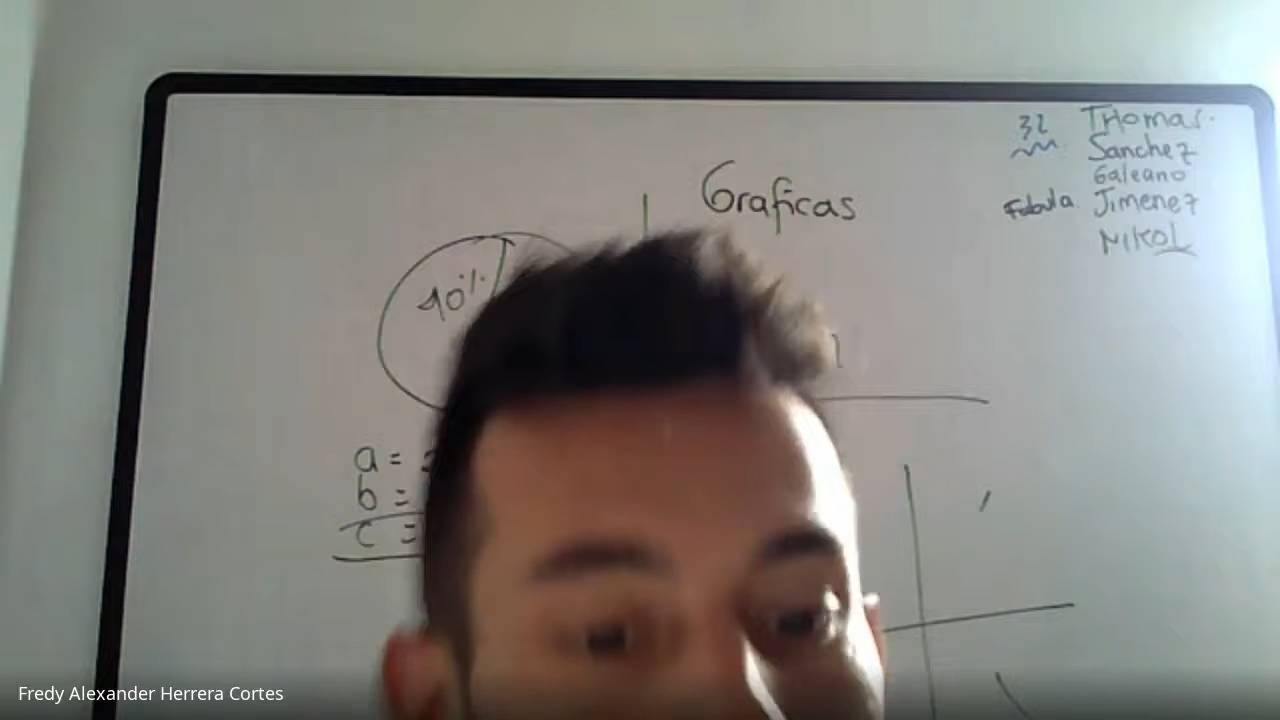 32 THomas.
Sanchez
Galeano
Fabula Jimenez
NIKOL
Graficas
40%
a =
b =
c =
Fredy Alexander Herrera Cortes